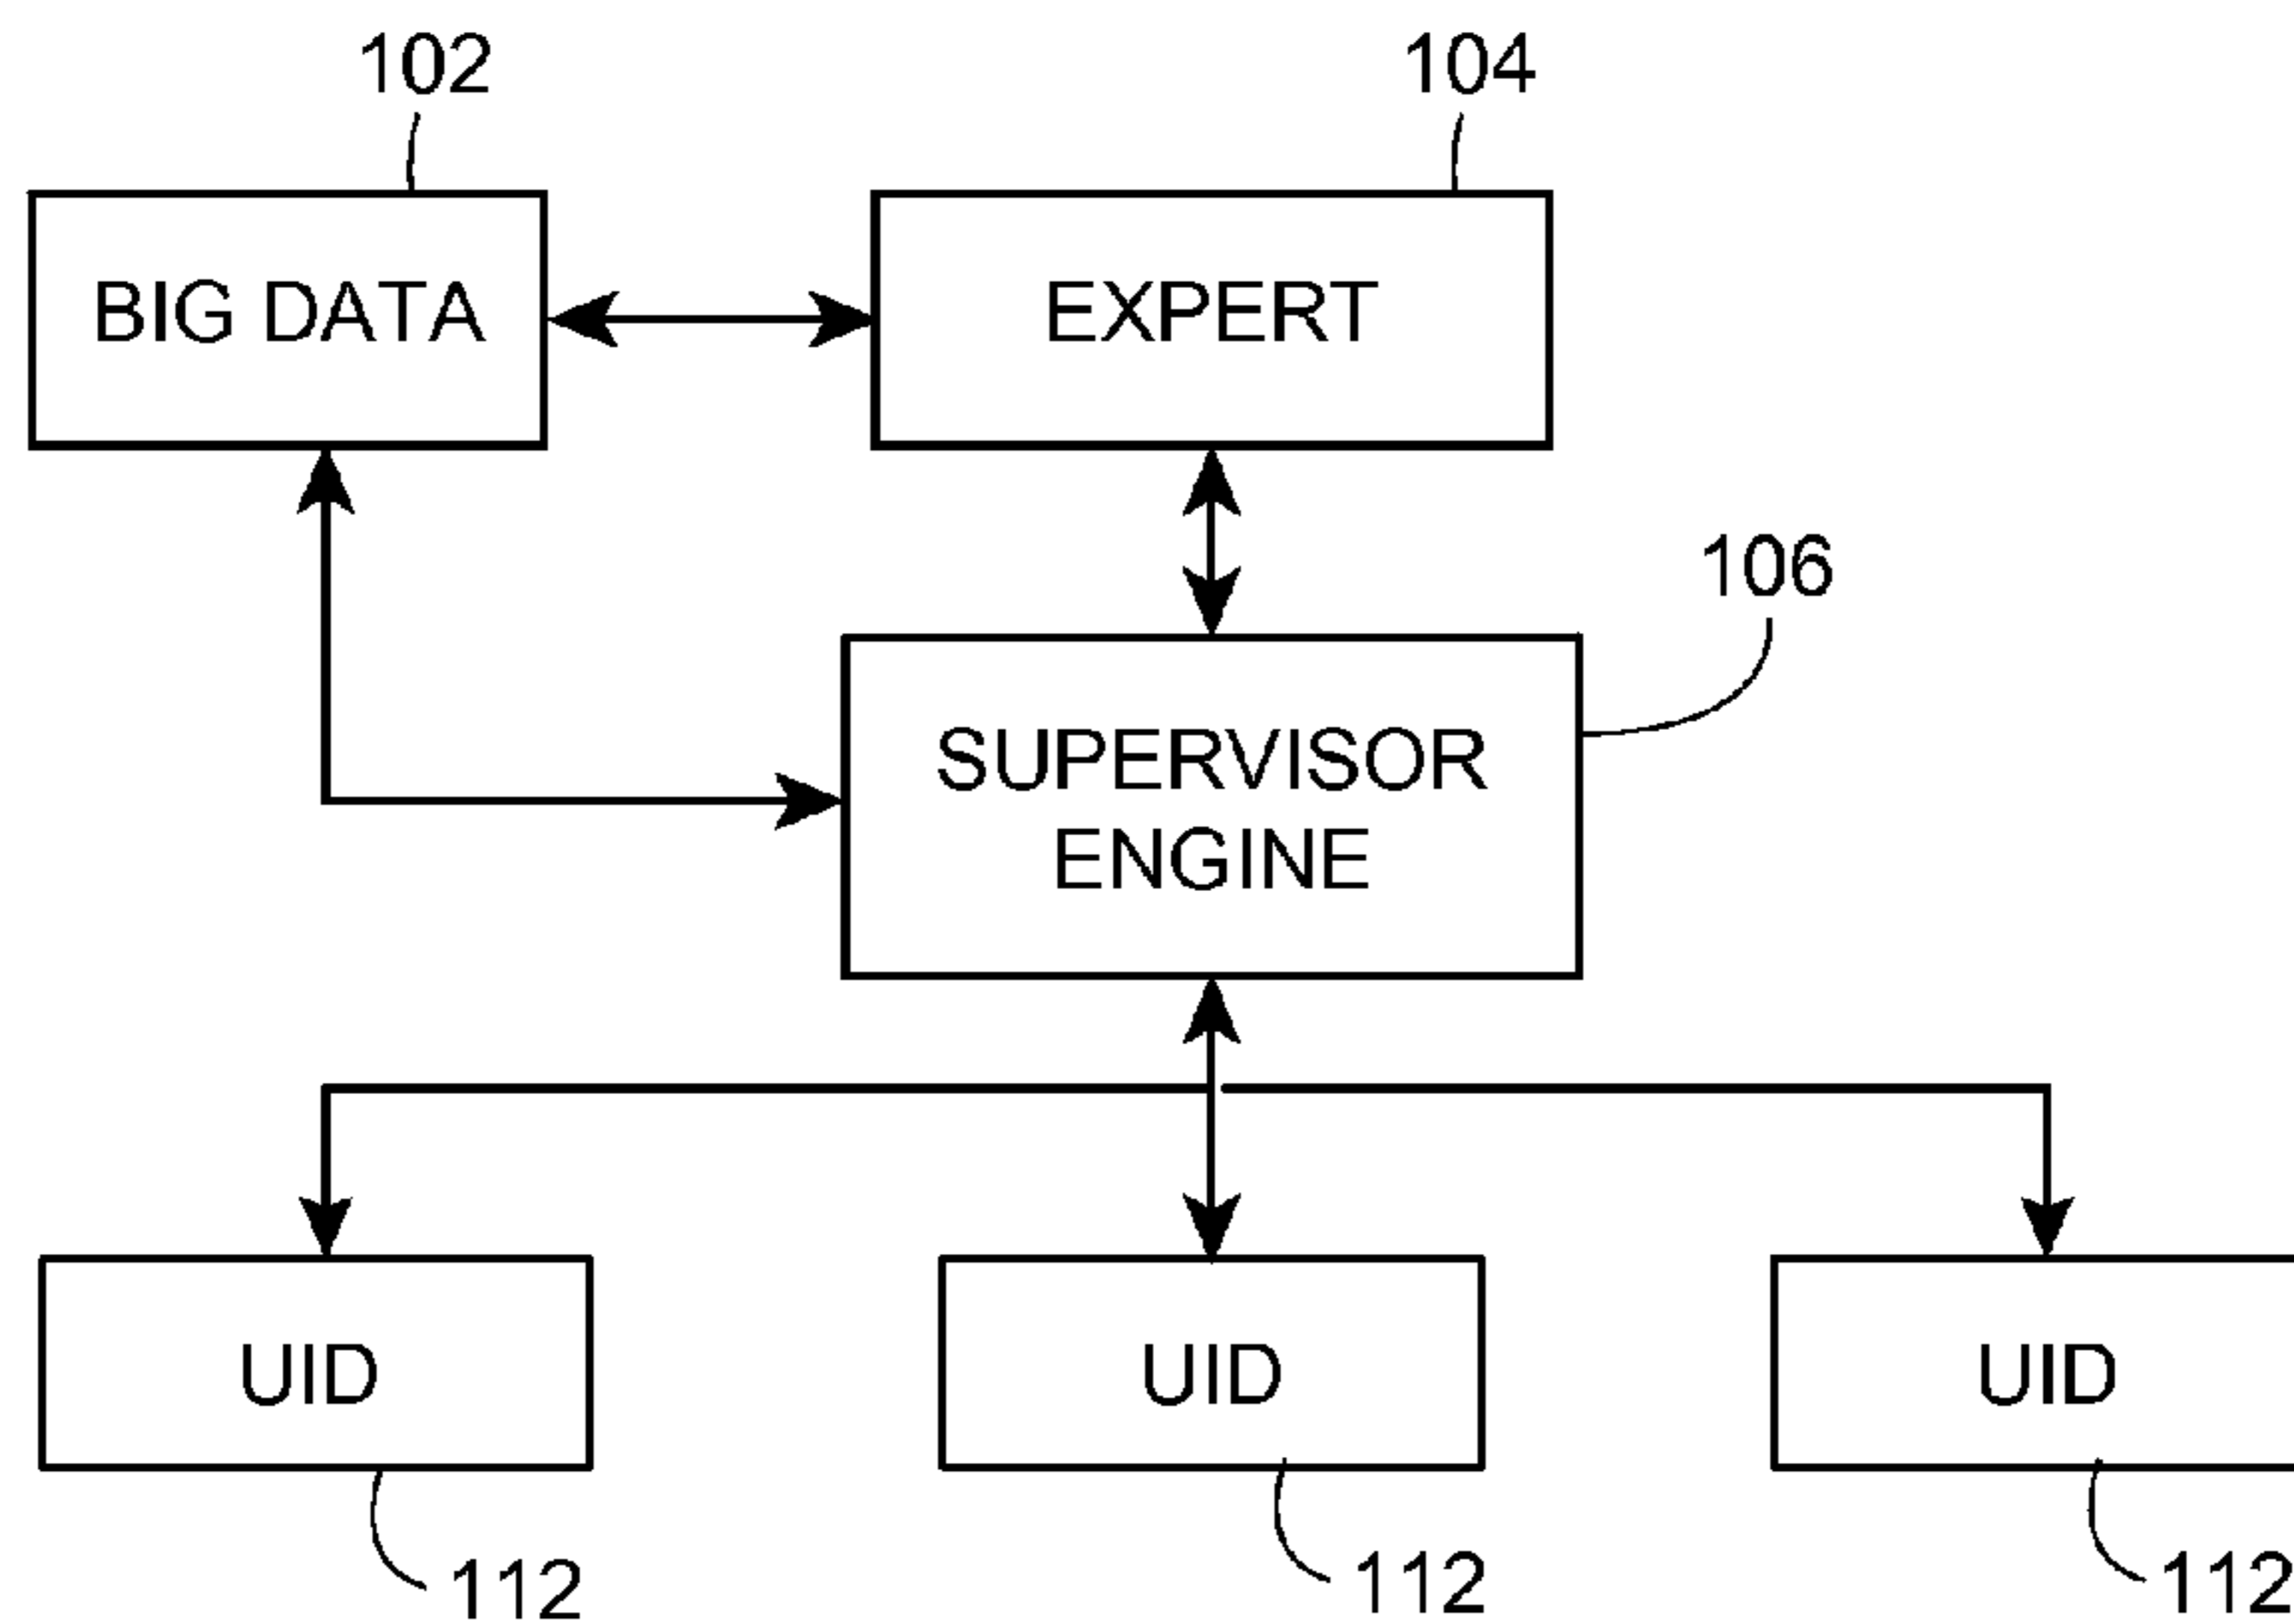 102
104
BIG DATA
EXPERT
106
SUPERVISOR
ENGINE
UID
UID
UID
112
112
112